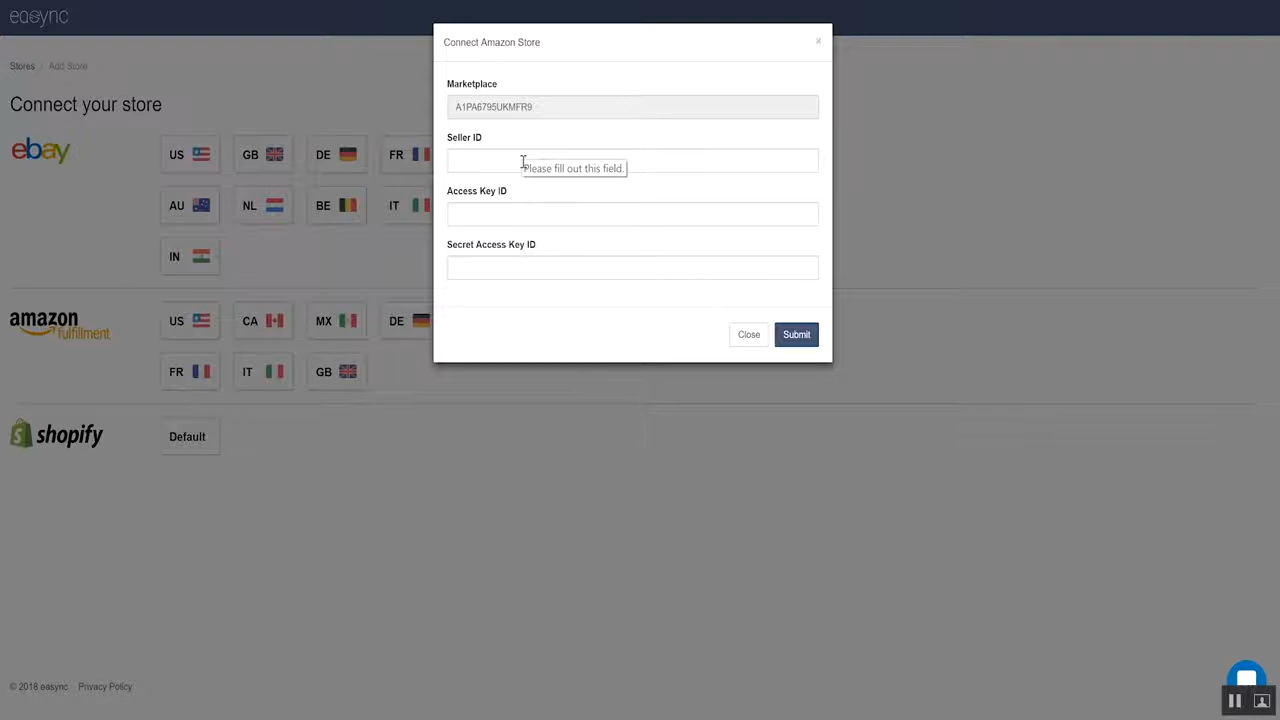 easync
Connect Amazon Store
×
Stores / Add Store
Marketplace
Connect your store
A1PA6795UKMFR9
Seller ID
ebay
US
GB
DE
FR
Please fill out this field.
Access Key ID
AU
NL
BE
IT
Secret Access Key ID
IN
amazon
fulfillment
US
CA
MX
DE
Close
Submit
FR
IT
GB
shopify
Default
© 2018 easync
Privacy Policy